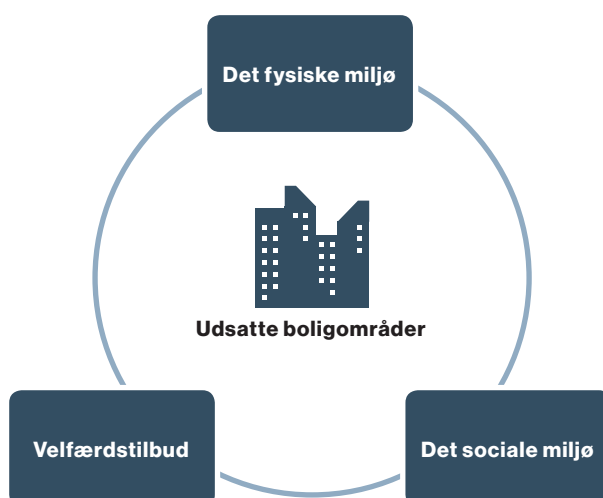 Det fysiske miljø
Udsatte boligområder
Velfærdstilbud
Det sociale miljø